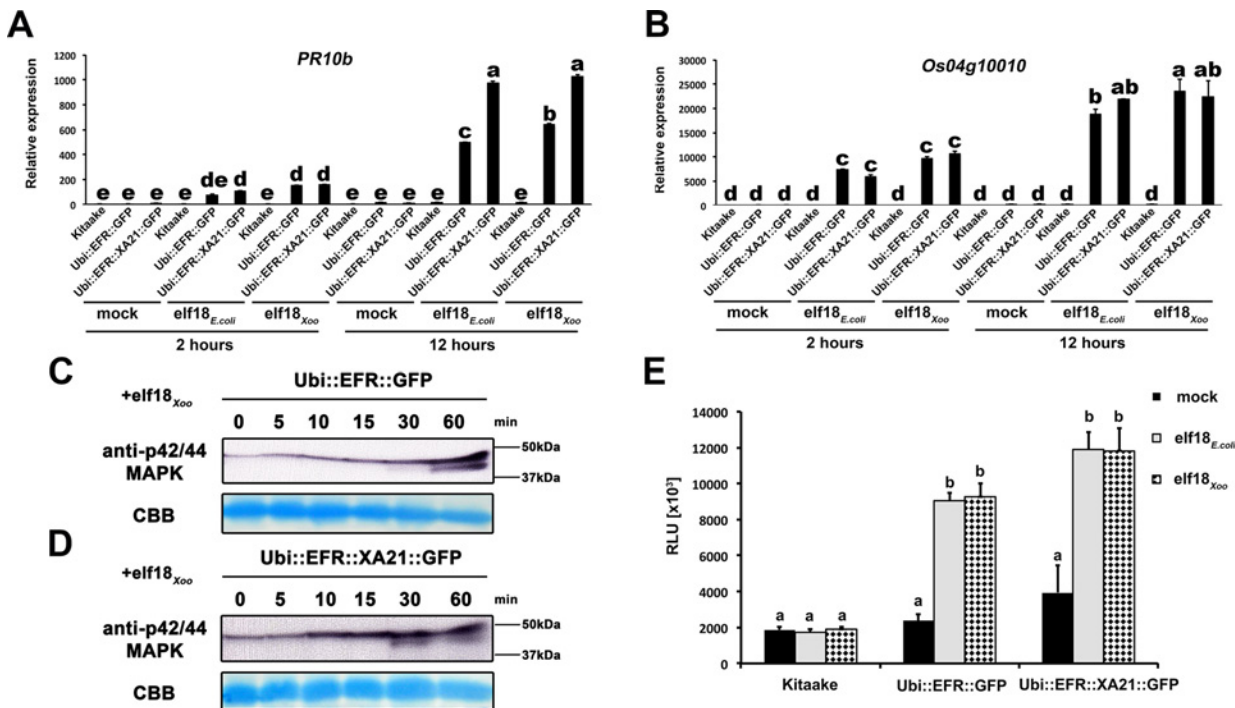 A
PR10b
Relative expression
1200
1000
800
600
400
200
0
e e e e de d e d d e e e e c a e b a
Kitaake
Ubi::EFR::GFP
Ubi::EFR::XA21::GFP
Kitaake
Ubi::EFR::GFP
Ubi::EFR::XA21::GFP
Kitaake
Ubi::EFR::GFP
Ubi::EFR::XA21::GFP
Kitaake
Ubi::EFR::GFP
Ubi::EFR::XA21::GFP
Kitaake
Ubi::EFR::GFP
Ubi::EFR::XA21::GFP
Kitaake
Ubi::EFR::GFP
Ubi::EFR::XA21::GFP
mock elf18E.coli elf18Xoo mock elf18E.coli elf18Xoo
2 hours 12 hours
B
Os04g10010
Relative expression
30000
25000
20000
15000
10000
5000
0
d d d d c c d c c d d d d b ab d a ab
Kitaake
Ubi::EFR::GFP
Ubi::EFR::XA21::GFP
Kitaake
Ubi::EFR::GFP
Ubi::EFR::XA21::GFP
Kitaake
Ubi::EFR::GFP
Ubi::EFR::XA21::GFP
Kitaake
Ubi::EFR::GFP
Ubi::EFR::XA21::GFP
Kitaake
Ubi::EFR::GFP
Ubi::EFR::XA21::GFP
Kitaake
Ubi::EFR::GFP
Ubi::EFR::XA21::GFP
mock elf18E.coli elf18Xoo mock elf18E.coli elf18Xoo
2 hours 12 hours
C
Ubi::EFR::GFP
+elf18Xoo
0 5 10 15 30 60 min
anti-p42/44
MAPK
50kDa
37kDa
CBB
D
Ubi::EFR::XA21::GFP
+elf18Xoo
0 5 10 15 30 60 min
anti-p42/44
MAPK
50kDa
37kDa
CBB
E
mock
elf18E.coli
elf18Xoo
RLU [x10³]
14000
12000
10000
8000
6000
4000
2000
0
a a a a b b a b b
Kitaake Ubi::EFR::GFP Ubi::EFR::XA21::GFP